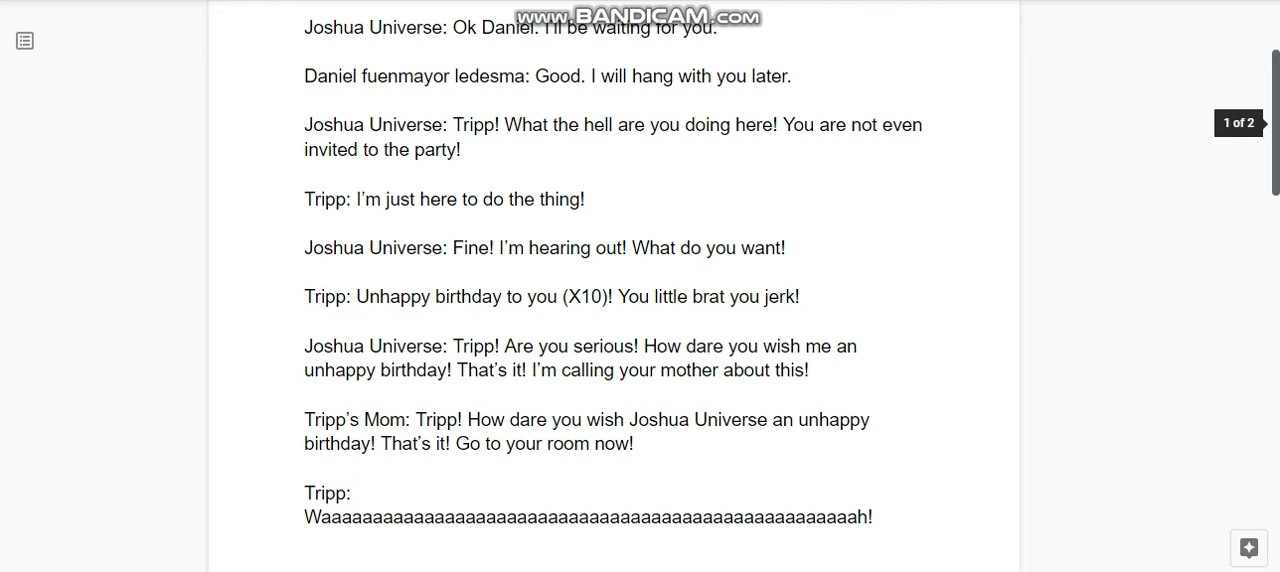 www.BANDICAM.com
Joshua Universe: Ok Daniel. I'll be waiting for you.
Daniel fuenmayor ledesma: Good. I will hang with you later.
Joshua Universe: Tripp! What the hell are you doing here! You are not even
invited to the party!
1 of 2
Tripp: I'm just here to do the thing!
Joshua Universe: Fine! I'm hearing out! What do you want!
Tripp: Unhappy birthday to you (X10)! You little brat you jerk!
Joshua Universe: Tripp! Are you serious! How dare you wish me an
unhappy birthday! That's it! I'm calling your mother about this!
Tripp's Mom: Tripp! How dare you wish Joshua Universe an unhappy
birthday! That's it! Go to your room now!
Tripp:
Waaaaaaaaaaaaaaaaaaaaaaaaaaaaaaaaaaaaaaaaaaaaaaaaaaaah!